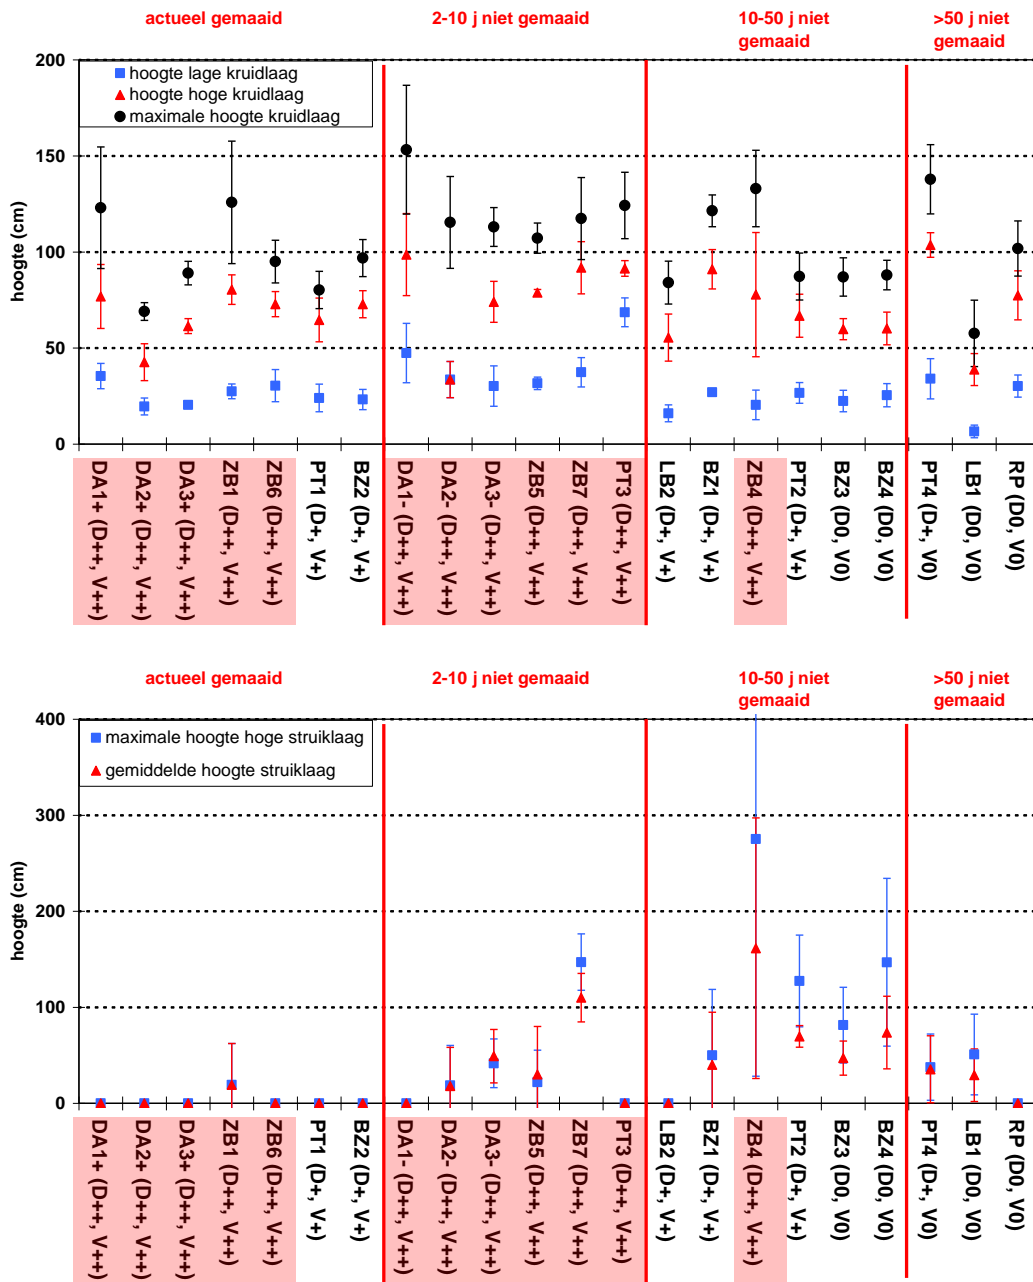 actueel gemaaid
2-10 j niet gemaaid
10-50 j niet
gemaaid
>50 j niet
gemaaid
hoogte (cm)
200
150
100
50
0
hoogte lage kruidlaag
hoogte hoge kruidlaag
maximale hoogte kruidlaag
DA1+ (D++, V++)
DA2+ (D++, V++)
DA3+ (D++, V++)
ZB1 (D++, V++)
ZB6 (D++, V++)
PT1 (D+, V+)
BZ2 (D+, V+)
DA1- (D++, V++)
DA2- (D++, V++)
DA3- (D++, V++)
ZB5 (D++, V++)
ZB7 (D++, V++)
PT3 (D++, V++)
LB2 (D+, V+)
BZ1 (D+, V+)
ZB4 (D++, V++)
PT2 (D+, V+)
BZ3 (D0, V0)
BZ4 (D0, V0)
PT4 (D+, V0)
LB1 (D0, V0)
RP (D0, V0)
actueel gemaaid
2-10 j niet gemaaid
10-50 j niet
gemaaid
>50 j niet
gemaaid
hoogte (cm)
400
300
200
100
0
maximale hoogte hoge struiklaag
gemiddelde hoogte struiklaag
DA1+ (D++, V++)
DA2+ (D++, V++)
DA3+ (D++, V++)
ZB1 (D++, V++)
ZB6 (D++, V++)
PT1 (D+, V+)
BZ2 (D+, V+)
DA1- (D++, V++)
DA2- (D++, V++)
DA3- (D++, V++)
ZB5 (D++, V++)
ZB7 (D++, V++)
PT3 (D++, V++)
LB2 (D+, V+)
BZ1 (D+, V+)
ZB4 (D++, V++)
PT2 (D+, V+)
BZ3 (D0, V0)
BZ4 (D0, V0)
PT4 (D+, V0)
LB1 (D0, V0)
RP (D0, V0)